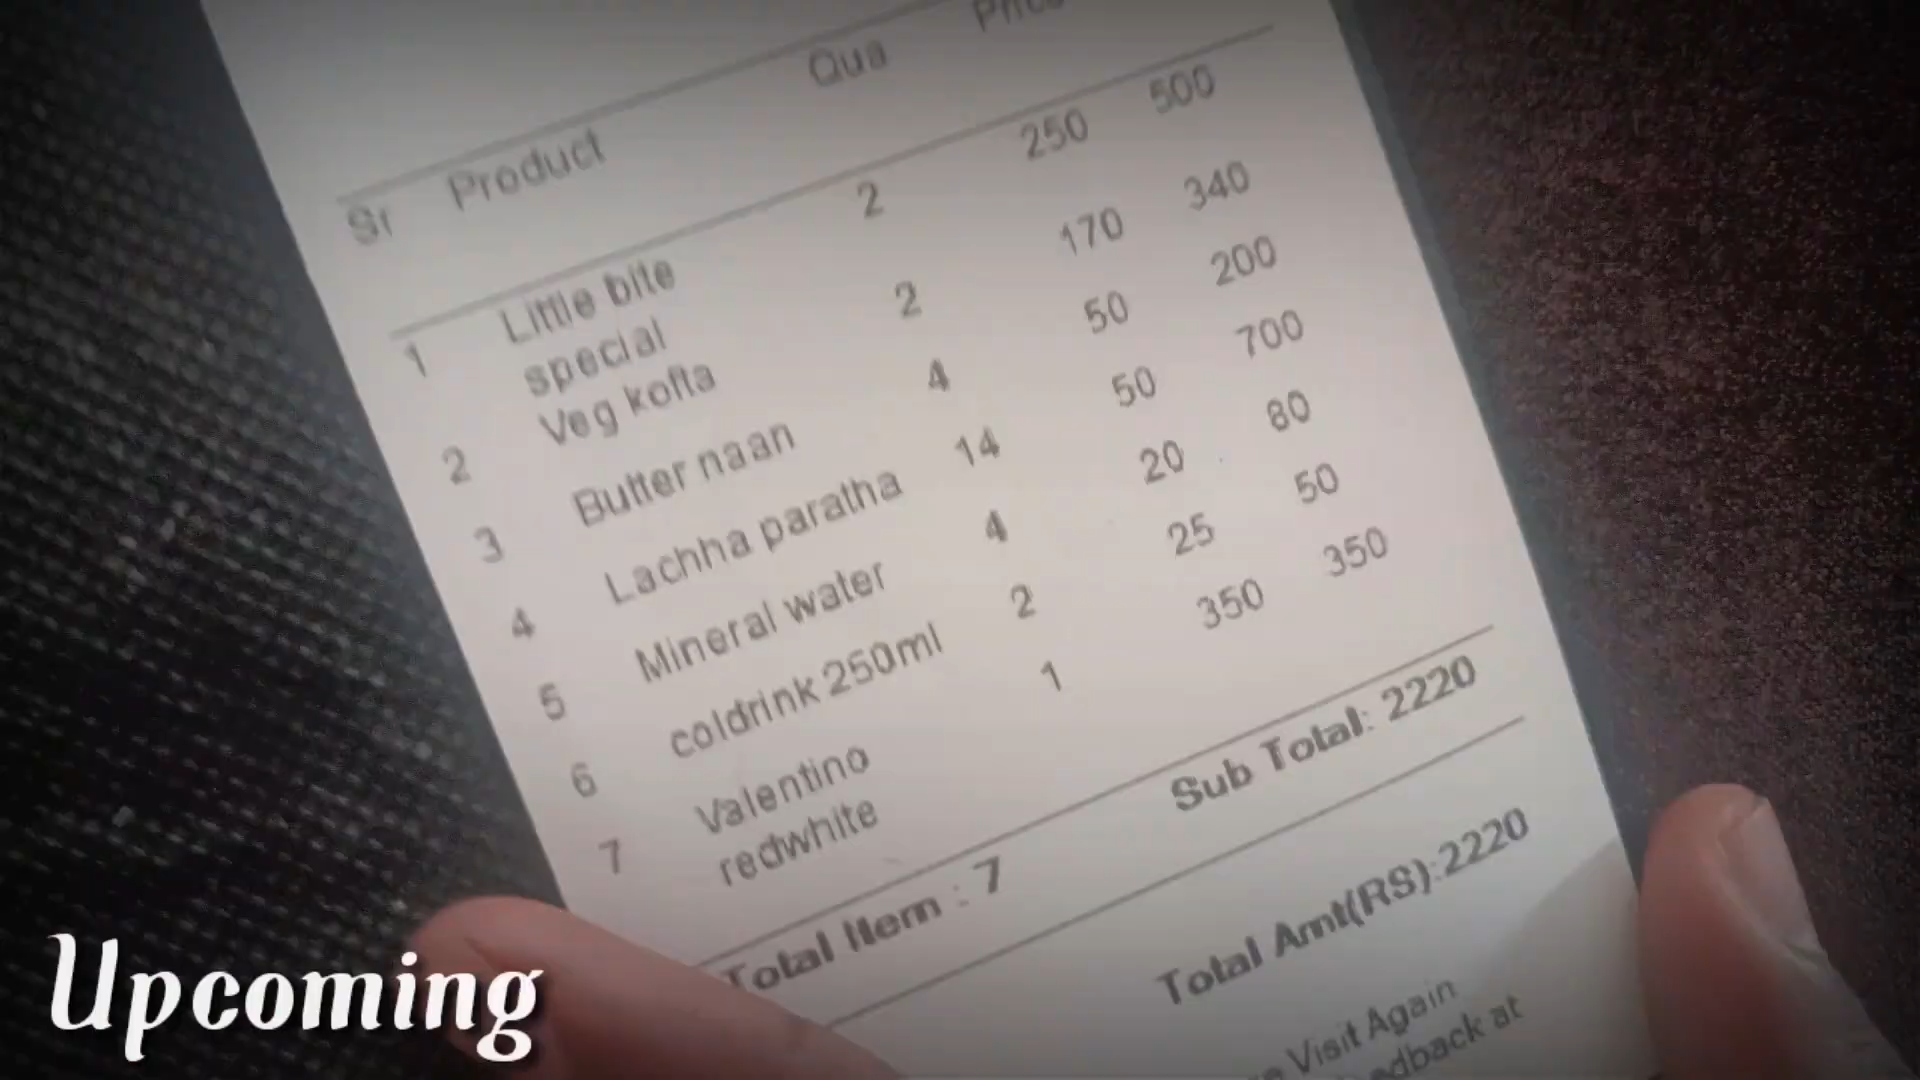 Sr Product Qua Price
1 Little bite 2 250 500
special
2 Veg kofta 2 170 340
3 Butter naan 4 50 200
4 Lachha paratha 14 50 700
5 Mineral water 4 20 80
6 coldrink 250ml 2 25 50
7 Valentino 1 350 350
redwhite
Total Item : 7 Sub Total: 2220
Total Amt(RS):2220
Visit Again
at
Upcoming